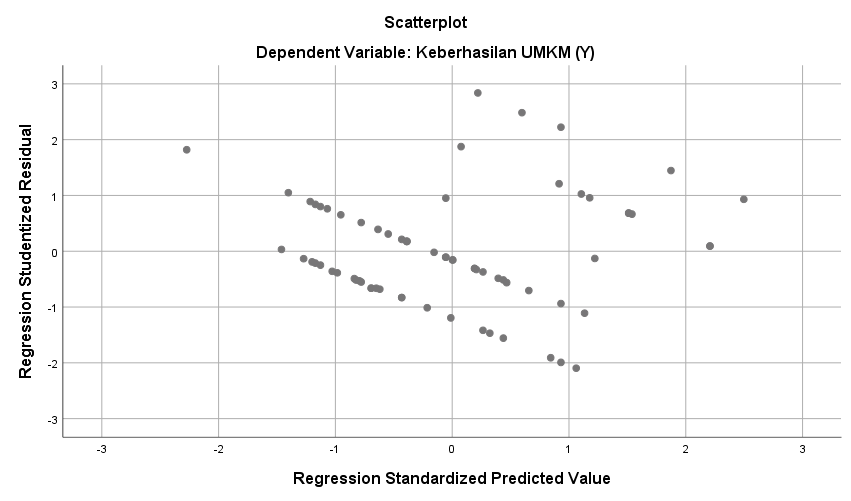 Scatterplot
Dependent Variable: Keberhasilan UMKM (Y)
Regression Studentized Residual
3
2
1
0
-1
-2
-3
-3 -2 -1 0 1 2 3
Regression Standardized Predicted Value